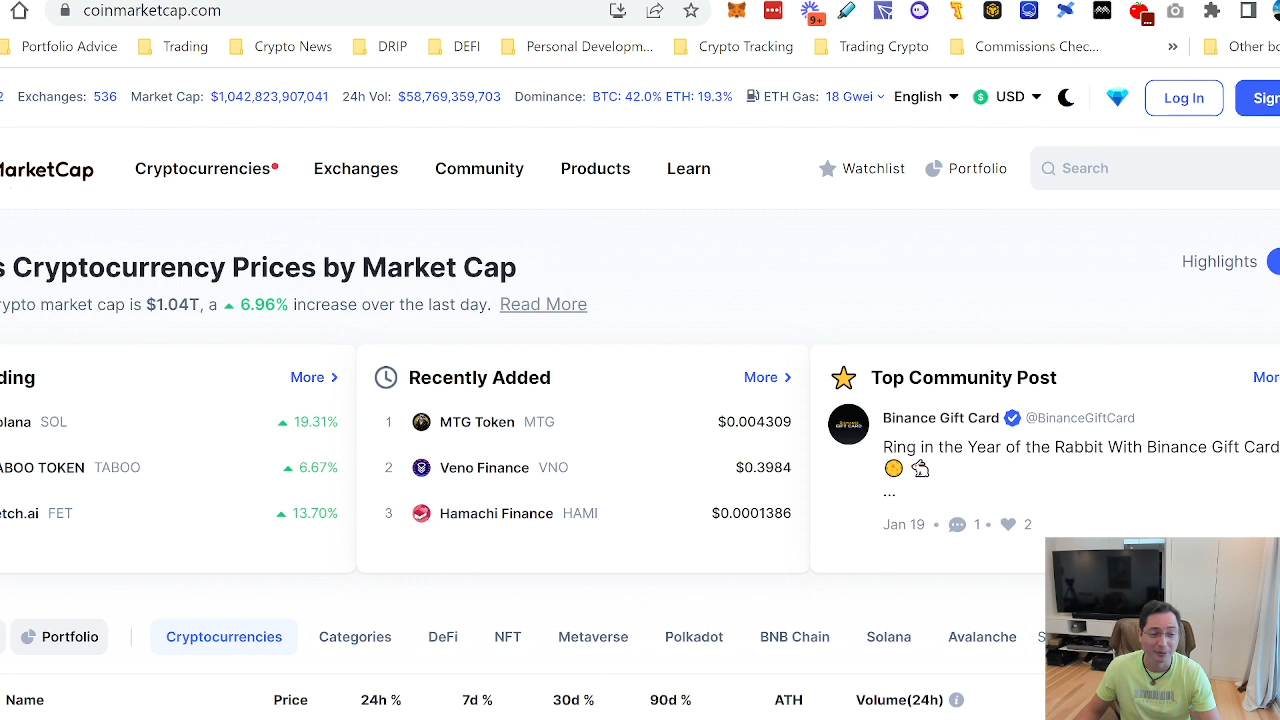 coinmarketcap.com
9+
Portfolio Advice Trading Crypto News DRIP DEFI Personal Developm... Crypto Tracking Trading Crypto Commissions Chec... » Other bo
2 Exchanges: 536 Market Cap: $1,042,823,907,041 24h Vol: $58,769,359,703 Dominance: BTC: 42.0% ETH: 19.3% ETH Gas: 18 Gwei English USD Log In Sign
MarketCap Cryptocurrencies Exchanges Community Products Learn Watchlist Portfolio Search
s Cryptocurrency Prices by Market Cap Highlights
rypto market cap is $1.04T, a 6.96% increase over the last day. Read More
ding More Recently Added More Top Community Post Mor
olana SOL 19.31% 1 MTG Token MTG $0.004309 Binance Gift Card @BinanceGiftCard
Ring in the Year of the Rabbit With Binance Gift Card
ABOO TOKEN TABOO 6.67% 2 Veno Finance VNO $0.3984
...
etch.ai FET 13.70% 3 Hamachi Finance HAMI $0.0001386
Jan 19 • 1 • 2
Portfolio Cryptocurrencies Categories DeFi NFT Metaverse Polkadot BNB Chain Solana Avalanche S
Name Price 24h % 7d % 30d % 90d % ATH Volume(24h)